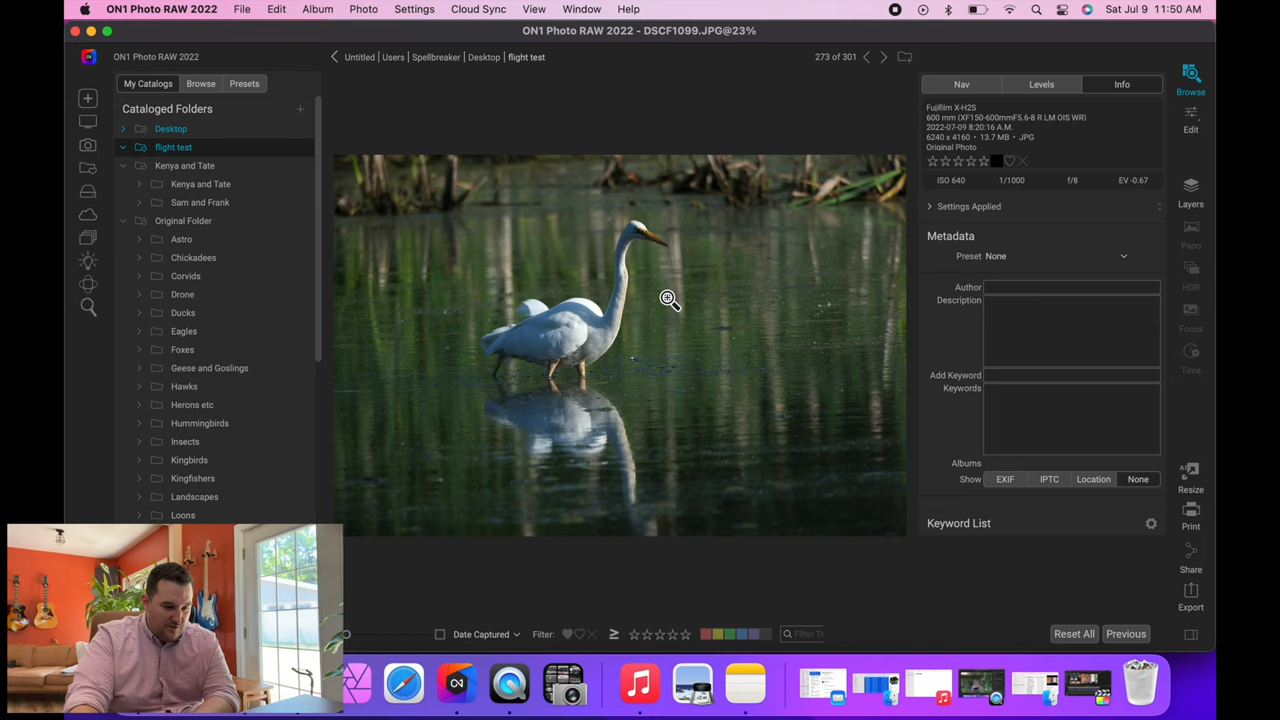 ON1 Photo RAW 2022 File Edit Album Photo Settings Cloud Sync View Window Help Sat Jul 9 11:50 AM
ON1 Photo RAW 2022 - DSCF1099.JPG@23%
ON1 Photo RAW 2022
Untitled | Users | Spellbreaker | Desktop | flight test
273 of 301
My Catalogs Browse Presets
Nav Levels Info
Browse
Cataloged Folders
Desktop
flight test
Kenya and Tate
Kenya and Tate
Sam and Frank
Original Folder
Astro
Chickadees
Corvids
Drone
Ducks
Eagles
Foxes
Geese and Goslings
Hawks
Herons etc
Hummingbirds
Insects
Kingbirds
Kingfishers
Landscapes
Loons
Fujifilm X-H2S
600 mm (XF150-600mmF5.6-8 R LM OIS WR)
2022-07-09 8:20:16 A.M.
6240 x 4160 • 13.7 MB • JPG
Original Photo
ISO 640 1/1000 f/8 EV -0.67
Settings Applied
Metadata
Preset None
Author
Description
Add Keyword
Keywords
Albums
Show EXIF IPTC Location None
Keyword List
Edit
Layers
Pano
HDR
Focus
Time
Resize
Print
Share
Export
Date Captured Filter: ≥ Filter Reset All Previous